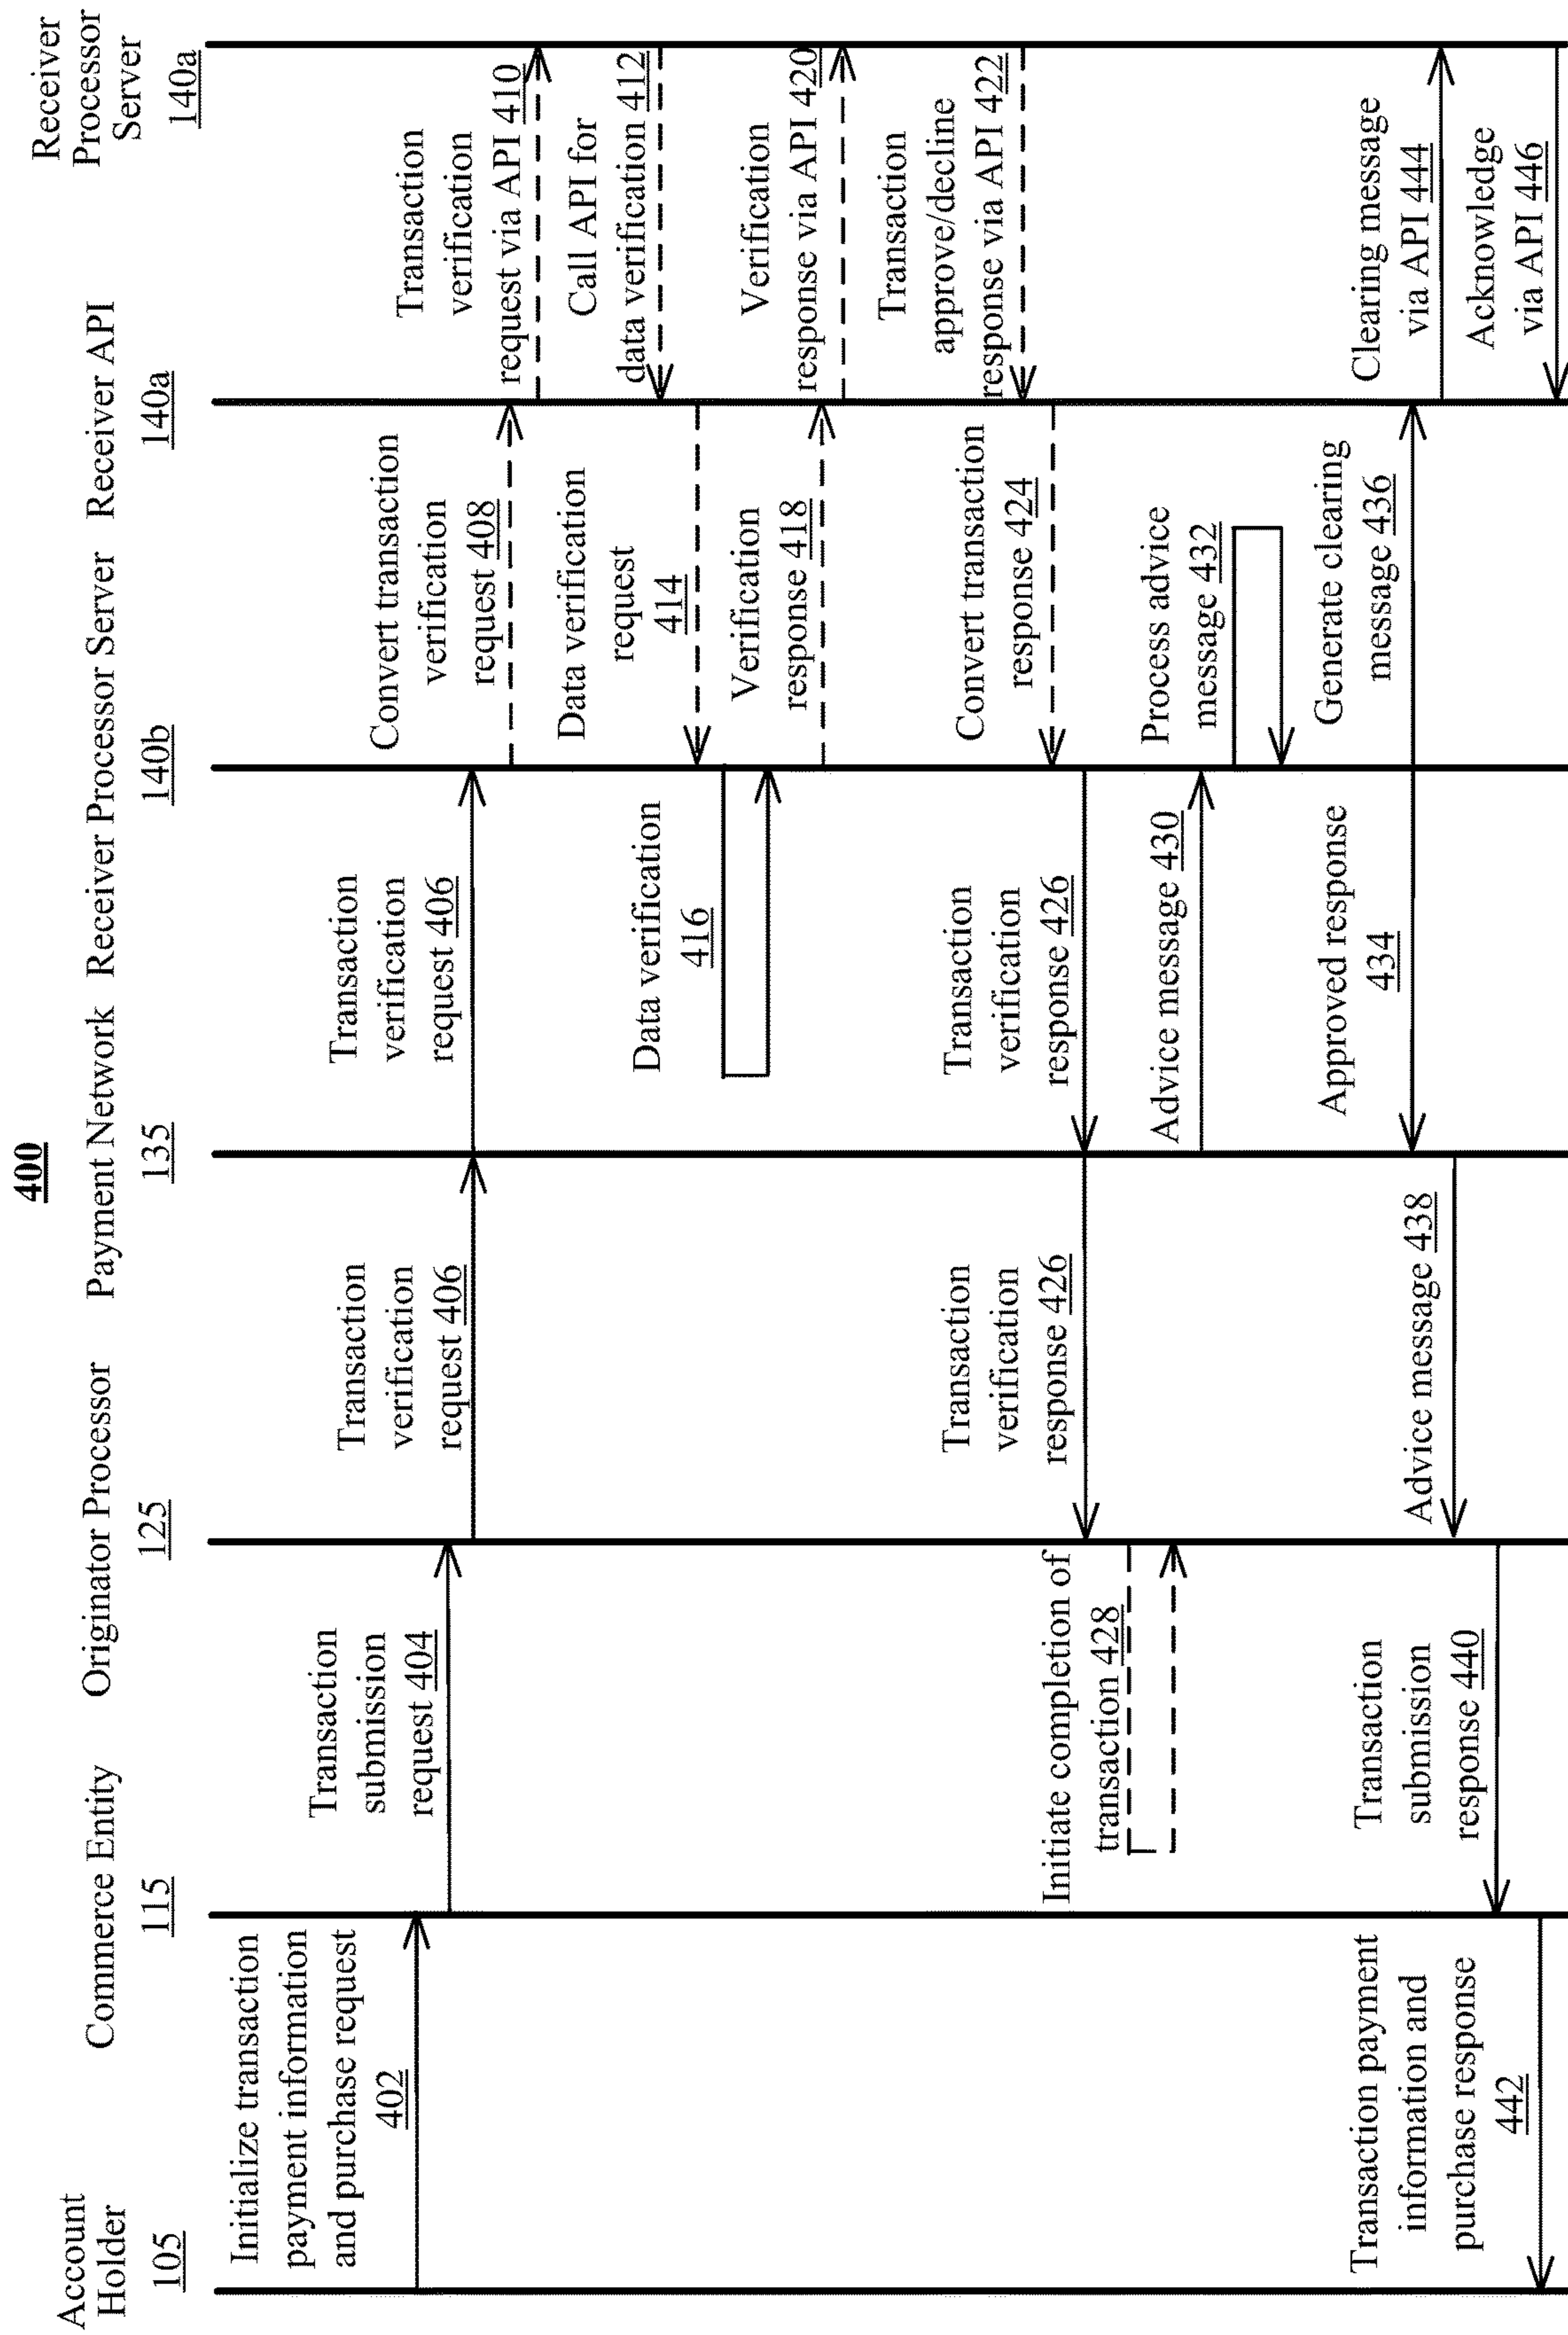 400
Account
Holder
105
Commerce Entity
115
Originator Processor
125
Payment Network
135
Receiver Processor Server
140b
Receiver API
140a
Receiver
Processor
Server
140a
Initialize transaction
payment information
and purchase request
402
Transaction
submission
request 404
Transaction
verification
request 406
Transaction
verification
request 406
Convert transaction
verification
request 408
Transaction
verification
request via API 410
Call API for
data verification 412
Data verification
request
414
Data verification
416
Verification
response 418
Verification
response via API 420
Transaction
approve/decline
response via API 422
Convert transaction
response 424
Transaction
verification
response 426
Transaction
verification
response 426
Initiate completion of
transaction 428
Advice message 430
Process advice
message 432
Approved response
434
Generate clearing
message 436
Advice message 438
Transaction
submission
response 440
Transaction payment
information and
purchase response
442
Clearing message
via API 444
Acknowledge
via API 446